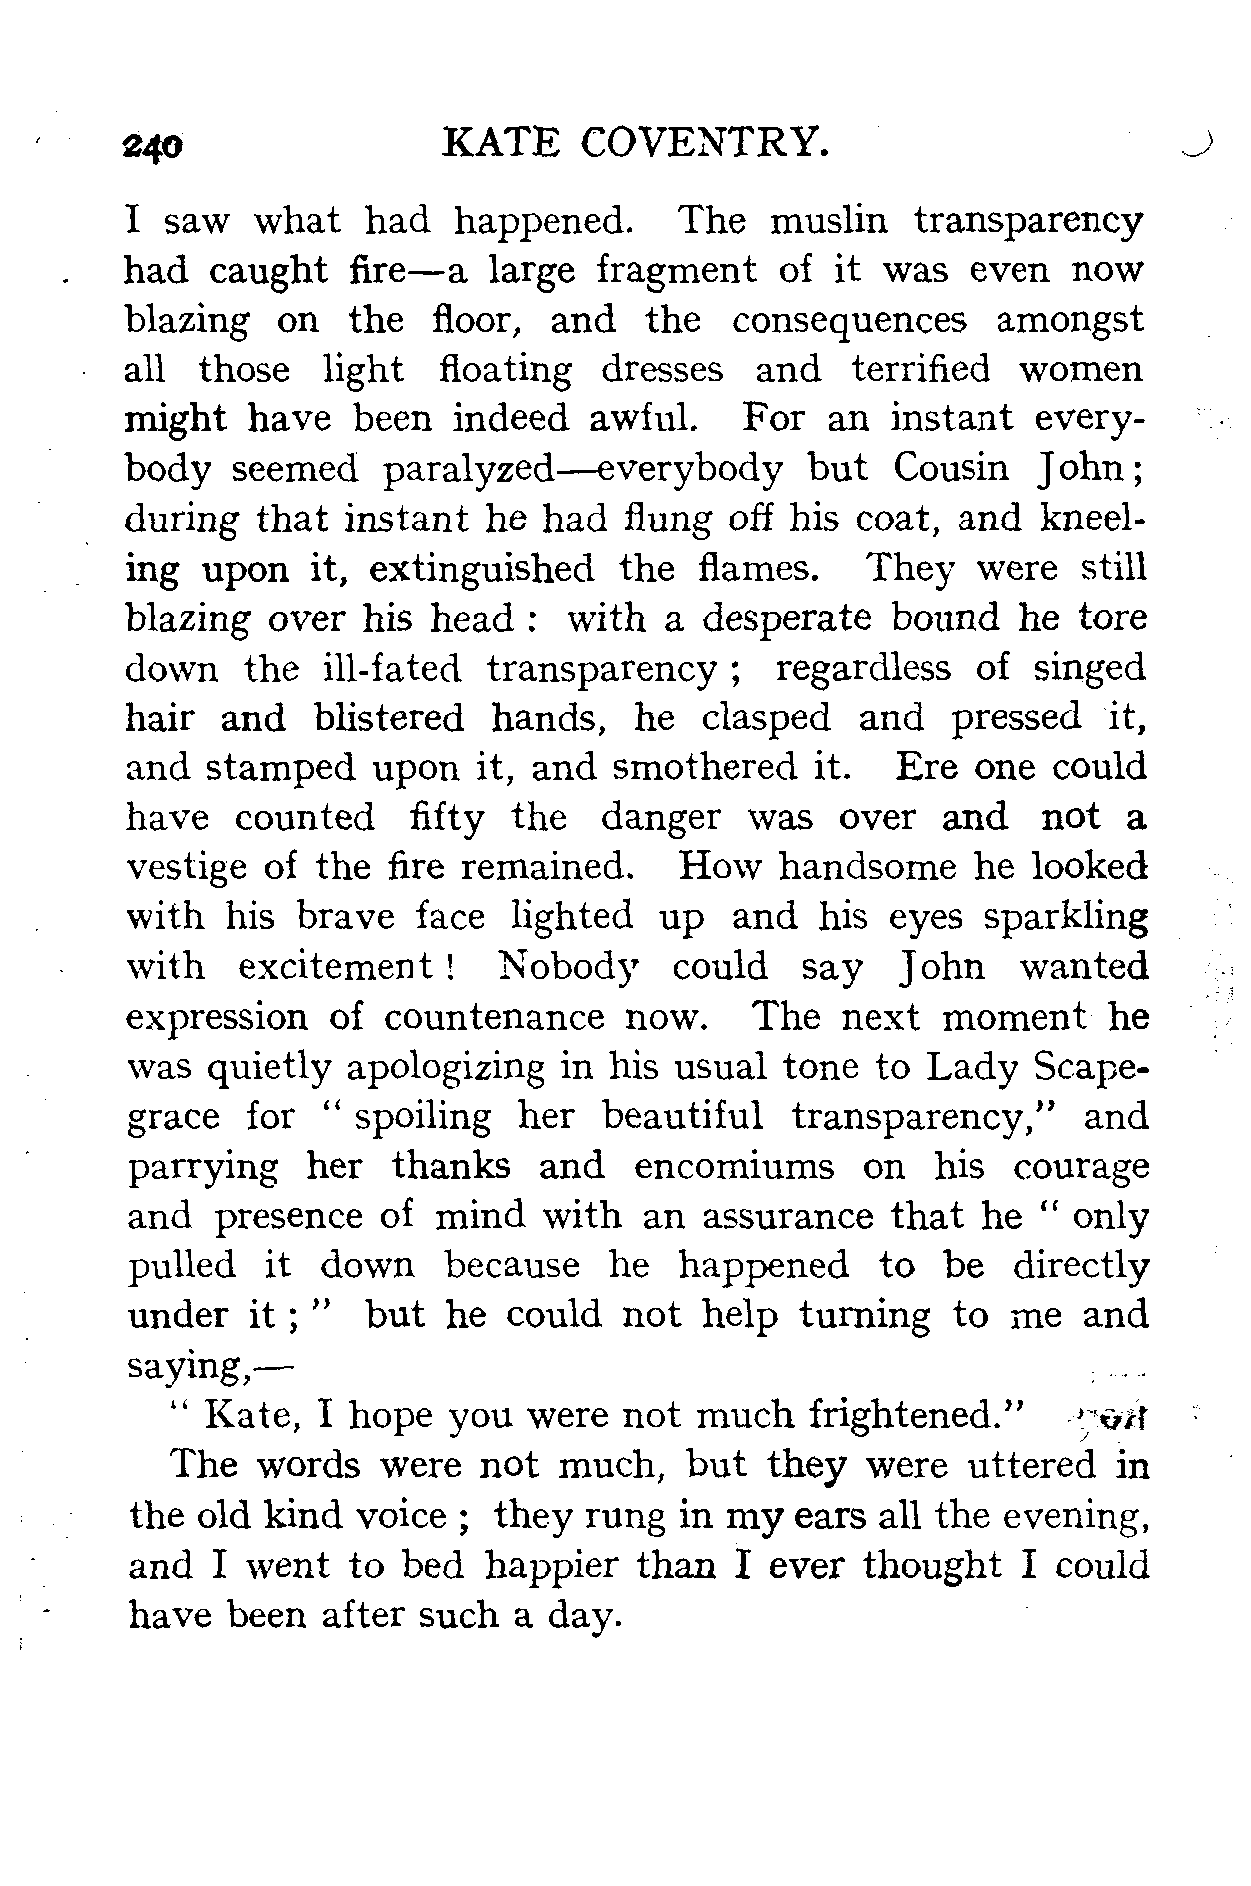 240 KATE COVENTRY.
I saw what had happened. The muslin transparency
had caught fire—a large fragment of it was even now
blazing on the floor, and the consequences amongst
all those light floating dresses and terrified women
might have been indeed awful. For an instant every-
body seemed paralyzed—everybody but Cousin John;
during that instant he had flung off his coat, and kneel-
ing upon it, extinguished the flames. They were still
blazing over his head : with a desperate bound he tore
down the ill-fated transparency ; regardless of singed
hair and blistered hands, he clasped and pressed it,
and stamped upon it, and smothered it. Ere one could
have counted fifty the danger was over and not a
vestige of the fire remained. How handsome he looked
with his brave face lighted up and his eyes sparkling
with excitement ! Nobody could say John wanted
expression of countenance now. The next moment he
was quietly apologizing in his usual tone to Lady Scape-
grace for " spoiling her beautiful transparency," and
parrying her thanks and encomiums on his courage
and presence of mind with an assurance that he " only
pulled it down because he happened to be directly
under it ; " but he could not help turning to me and
saying,—
" Kate, I hope you were not much frightened."
The words were not much, but they were uttered in
the old kind voice ; they rung in my ears all the evening,
and I went to bed happier than I ever thought I could
have been after such a day.